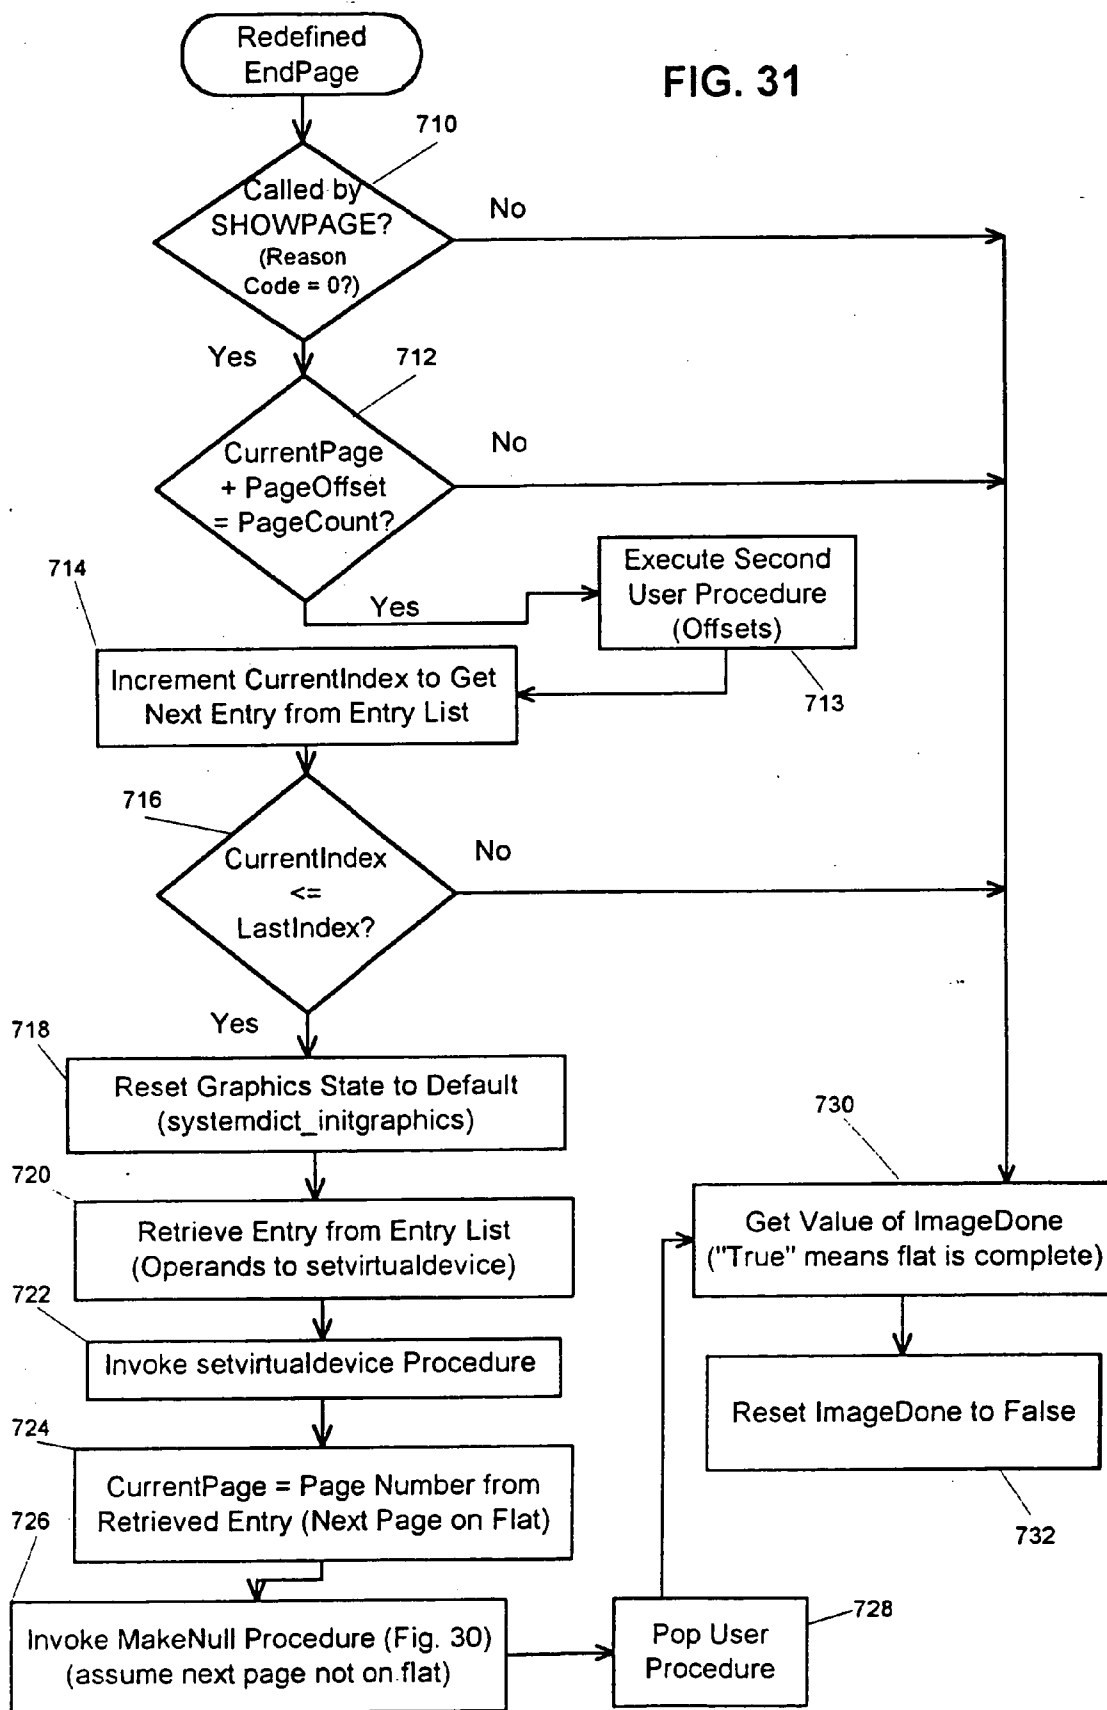 Redefined
EndPage
FIG. 31
710
Called by
SHOWPAGE?
(Reason
Code = 0?)
No
Yes
712
CurrentPage
+ PageOffset
= PageCount?
No
Yes
Execute Second
User Procedure
(Offsets)
713
714
Increment CurrentIndex to Get
Next Entry from Entry List
716
CurrentIndex
<=
LastIndex?
No
Yes
718
Reset Graphics State to Default
(systemdict_initgraphics)
720
Retrieve Entry from Entry List
(Operands to setvirtualdevice)
722
Invoke setvirtualdevice Procedure
724
CurrentPage = Page Number from
Retrieved Entry (Next Page on Flat)
726
Invoke MakeNull Procedure (Fig. 30)
(assume next page not on flat)
728
Pop User
Procedure
730
Get Value of ImageDone
("True" means flat is complete)
Reset ImageDone to False
732